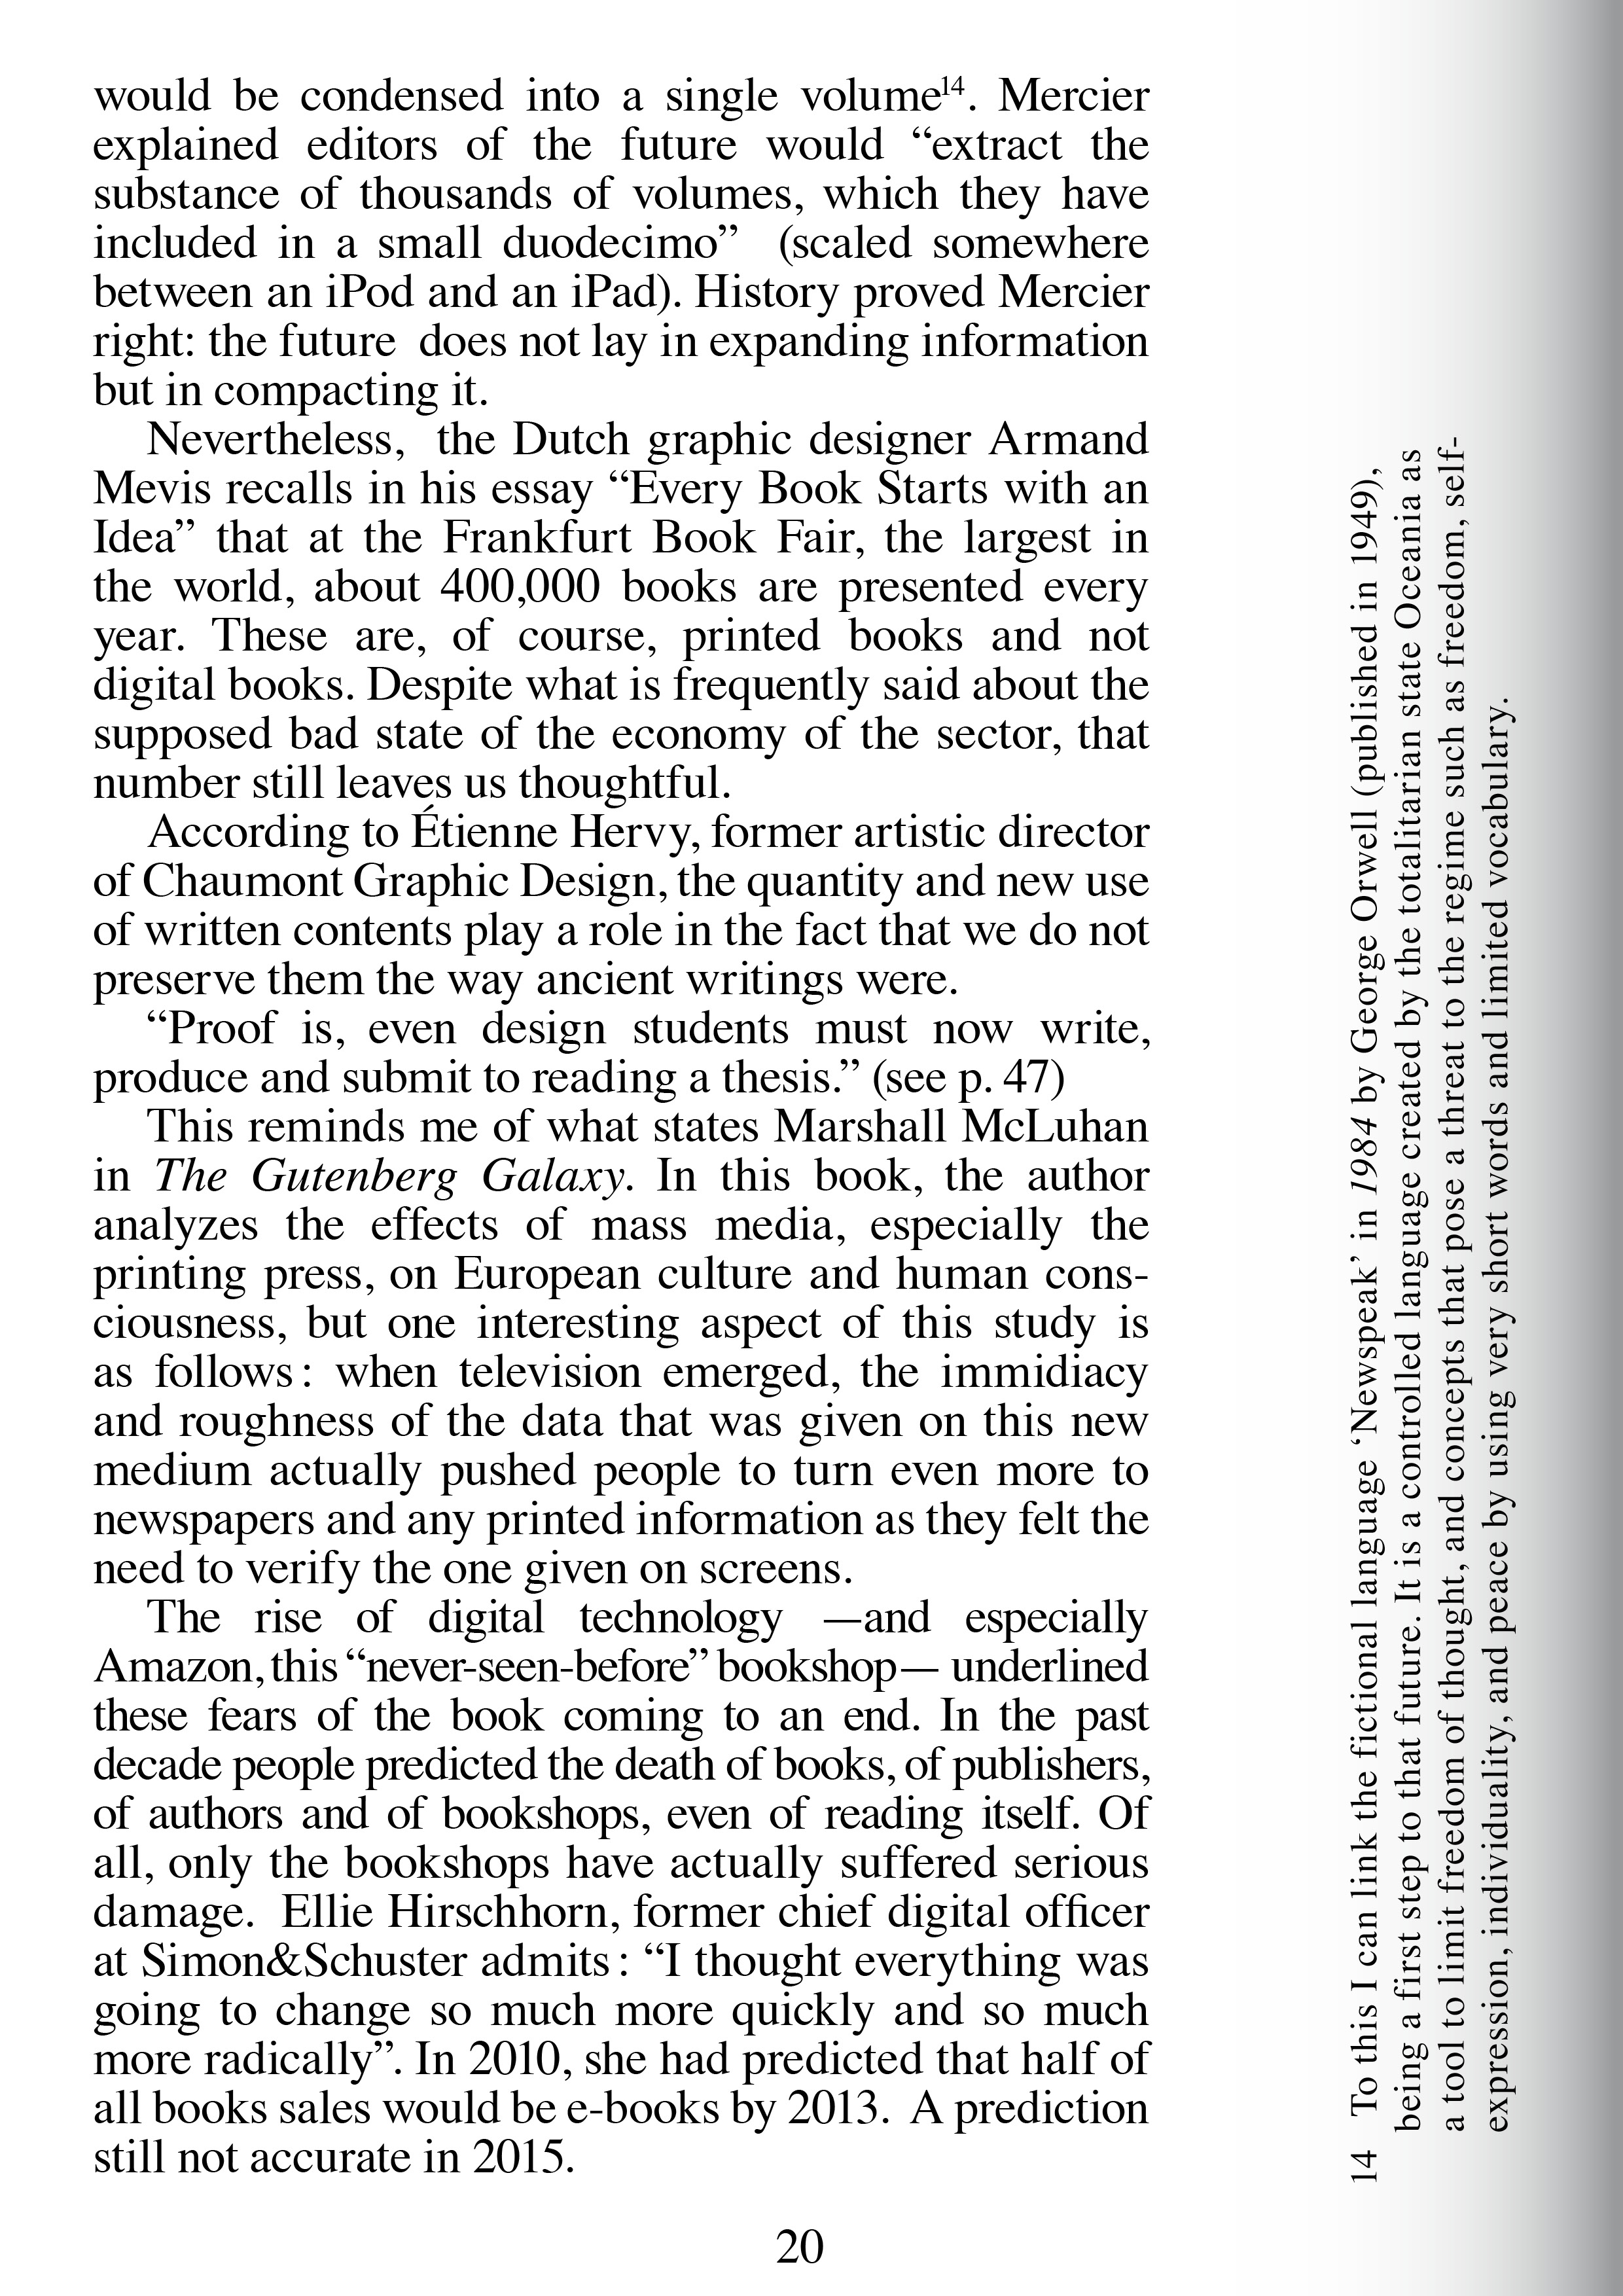 would be condensed into a single volume14. Mercier
explained editors of the future would “extract the
substance of thousands of volumes, which they have
included in a small duodecimo”  (scaled somewhere
between an iPod and an iPad). History proved Mercier
right: the future  does not lay in expanding information
but in compacting it.
Nevertheless,  the Dutch graphic designer Armand
Mevis recalls in his essay “Every Book Starts with an
Idea” that at the Frankfurt Book Fair, the largest in
the world, about 400,000 books are presented every
year. These are, of course, printed books and not
digital books. Despite what is frequently said about the
supposed bad state of the economy of the sector, that
number still leaves us thoughtful.
According to Étienne Hervy, former artistic director
of Chaumont Graphic Design, the quantity and new use
of written contents play a role in the fact that we do not
preserve them the way ancient writings were.
“Proof is, even design students must now write,
produce and submit to reading a thesis.” (see p. 47)
This reminds me of what states Marshall McLuhan
in The Gutenberg Galaxy. In this book, the author
analyzes the effects of mass media, especially the
printing press, on European culture and human cons-
ciousness, but one interesting aspect of this study is
as follows : when television emerged, the immidiacy
and roughness of the data that was given on this new
medium actually pushed people to turn even more to
newspapers and any printed information as they felt the
need to verify the one given on screens.
The rise of digital technology —and especially
Amazon, this “never-seen-before” bookshop— underlined
these fears of the book coming to an end. In the past
decade people predicted the death of books, of publishers,
of authors and of bookshops, even of reading itself. Of
all, only the bookshops have actually suffered serious
damage.  Ellie Hirschhorn, former chief digital officer
at Simon&Schuster admits : “I thought everything was
going to change so much more quickly and so much
more radically”. In 2010, she had predicted that half of
all books sales would be e-books by 2013.  A prediction
still not accurate in 2015.
14 To this I can link the fictional language ‘Newspeak’ in 1984 by George Orwell (published in 1949),
being a first step to that future. It is a controlled language created by the totalitarian state Oceania as
a tool to limit freedom of thought, and concepts that pose a threat to the regime such as freedom, self-
expression, individuality, and peace by using very short words and limited vocabulary.
20